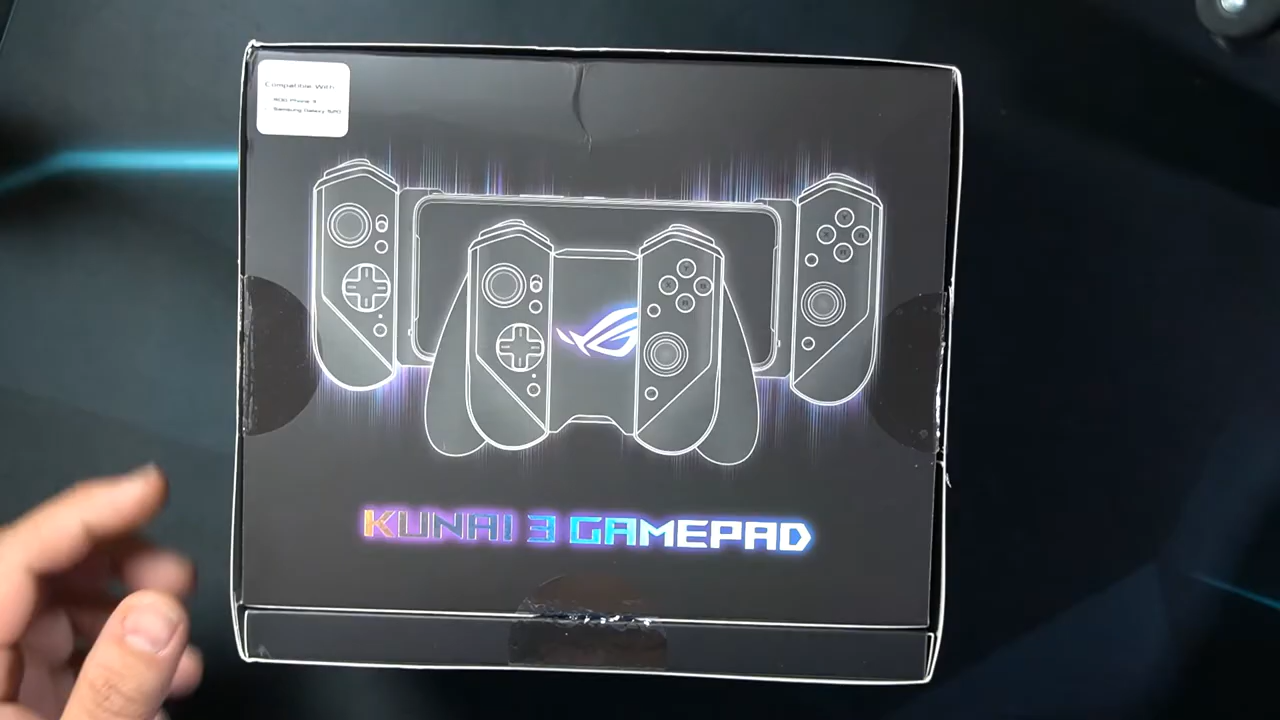 Compatible With:
ROG Phone 3
Samsung Galaxy S20
Y
X
B
Y
X
B
KUNAI 3 GAMEPAD